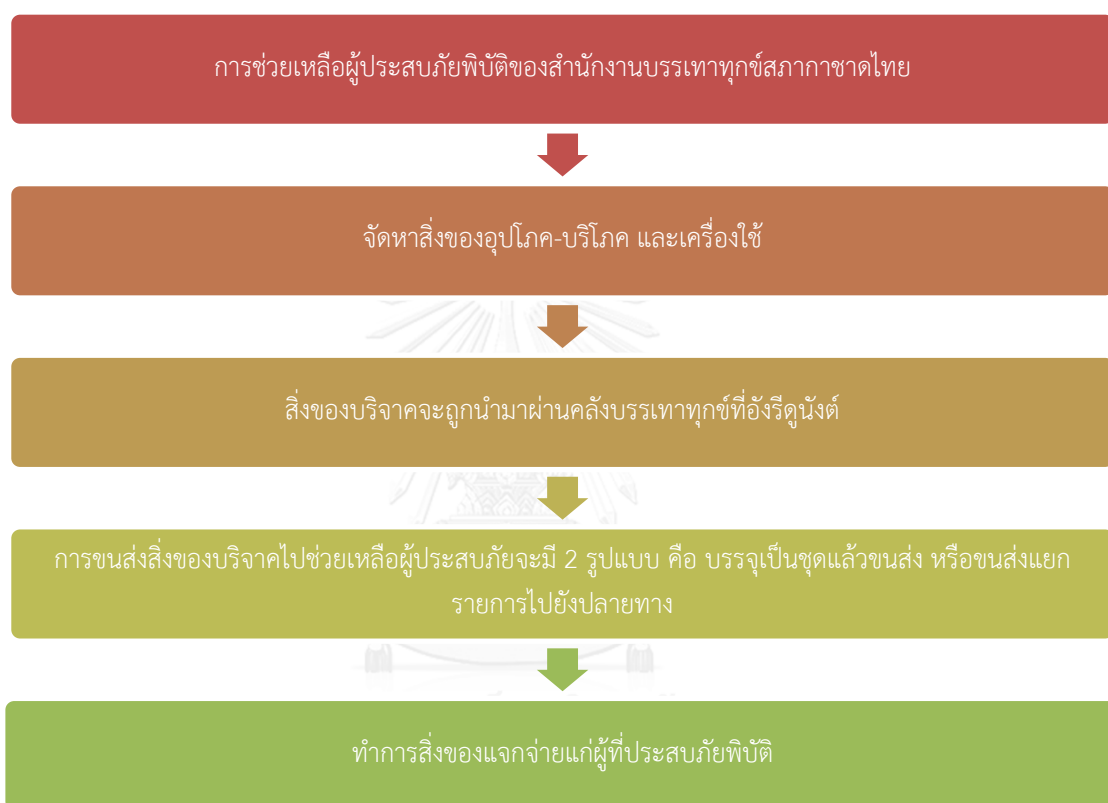 การช่วยเหลือผู้ประสบภัยพิบัติของสำนักงานบรรเทาทุกข์สภากาชาดไทย
จัดหาสิ่งของอุปโภค-บริโภค และเครื่องใช้
สิ่งของบริจาคจะถูกนำมาผ่านคลังบรรเทาทุกข์ที่อังรีดูนังต์
การขนส่งสิ่งของบริจาคไปช่วยเหลือผู้ประสบภัยจะมี 2 รูปแบบ คือ บรรจุเป็นชุดแล้วขนส่ง หรือขนส่งแยก
รายการไปยังปลายทาง
ทำการสิ่งของแจกจ่ายแก่ผู้ที่ประสบภัยพิบัติ